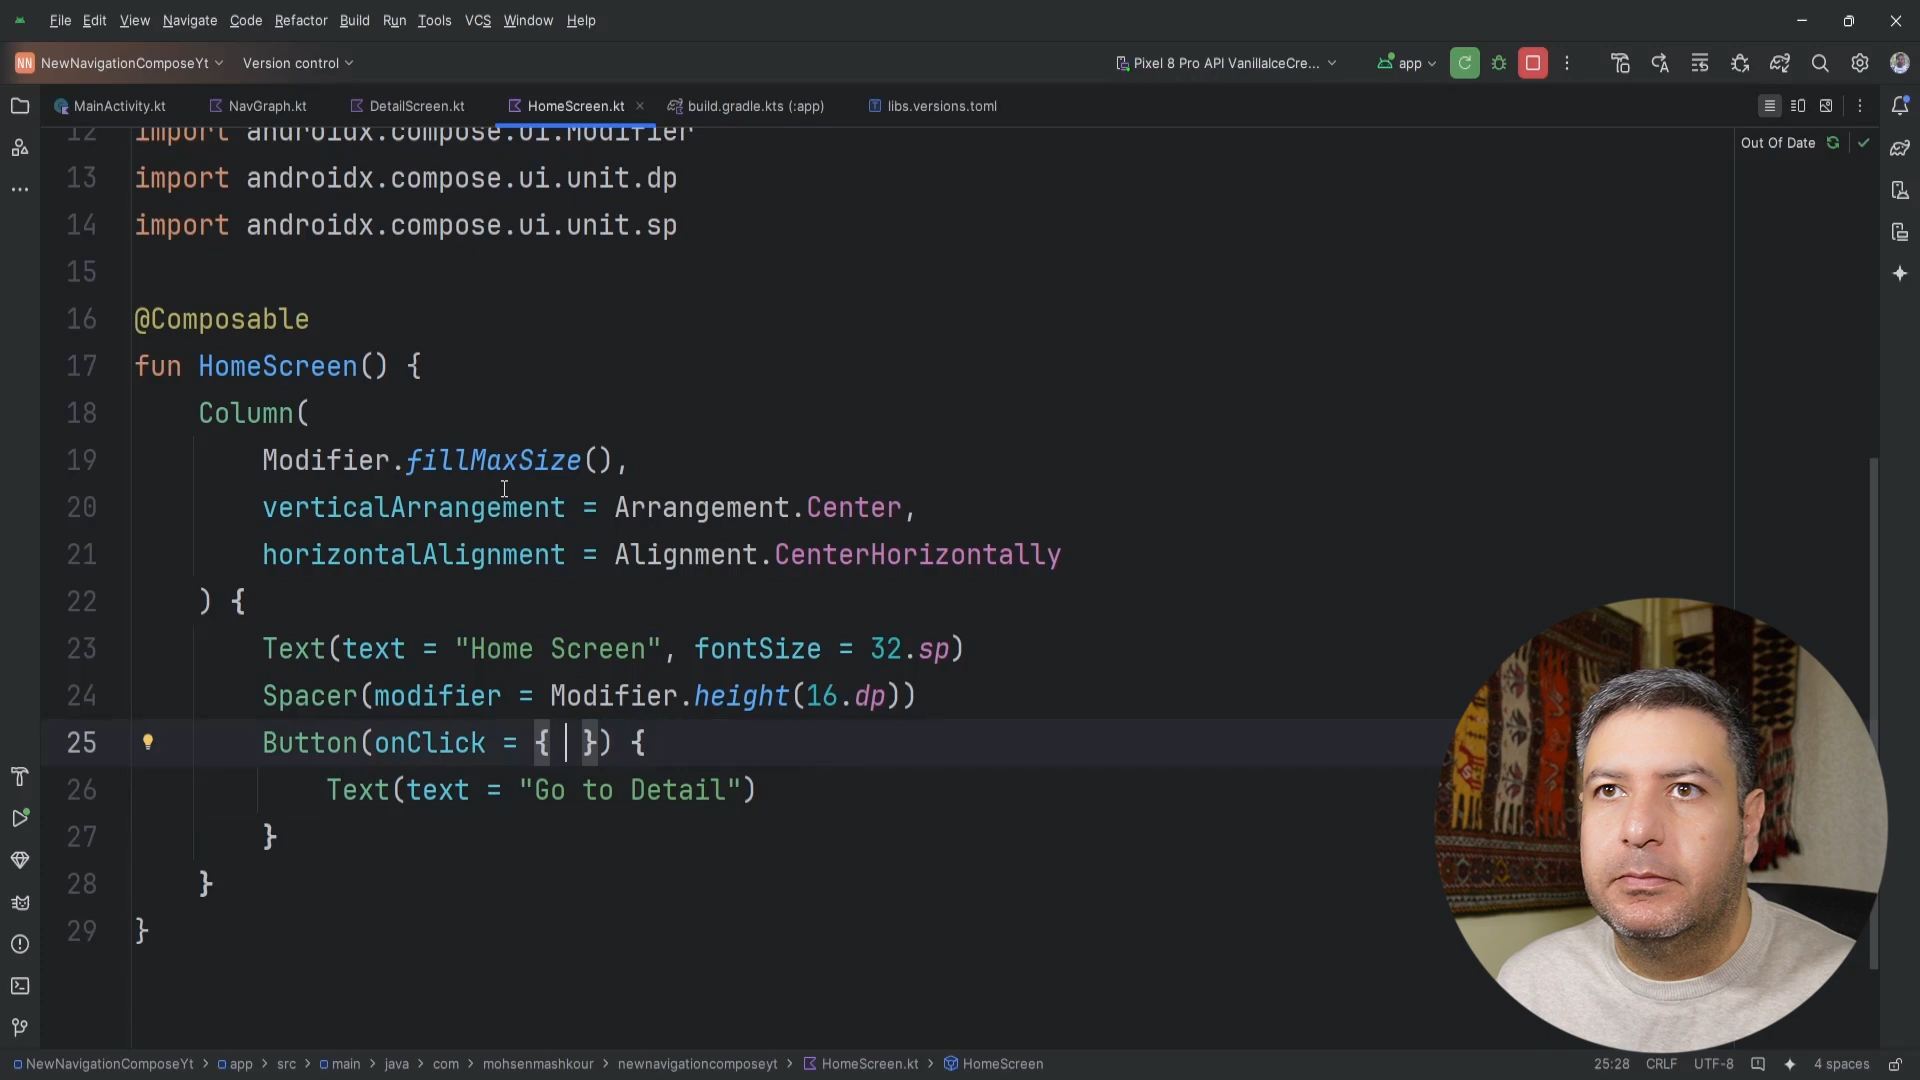 File Edit View Navigate Code Refactor Build Run Tools VCS Window Help
NN NewNavigationComposeYt Version control Pixel 8 Pro API VanillaIceCre... app
MainActivity.kt NavGraph.kt DetailScreen.kt HomeScreen.kt build.gradle.kts (:app) libs.versions.toml
Out Of Date
12 import androidx.compose.ui.Modifier
13 import androidx.compose.ui.unit.dp
14 import androidx.compose.ui.unit.sp
15
16 @Composable
17 fun HomeScreen() {
18 Column(
19 Modifier.fillMaxSize(),
20 verticalArrangement = Arrangement.Center,
21 horizontalAlignment = Alignment.CenterHorizontally
22 ) {
23 Text(text = "Home Screen", fontSize = 32.sp)
24 Spacer(modifier = Modifier.height(16.dp))
25 Button(onClick = { }) {
26 Text(text = "Go to Detail")
27 }
28 }
29 }
NewNavigationComposeYt > app > src > main > java > com > mohsenmashkour > newnavigationcomposeyt > HomeScreen.kt > HomeScreen 25:28 CRLF UTF-8 4 spaces